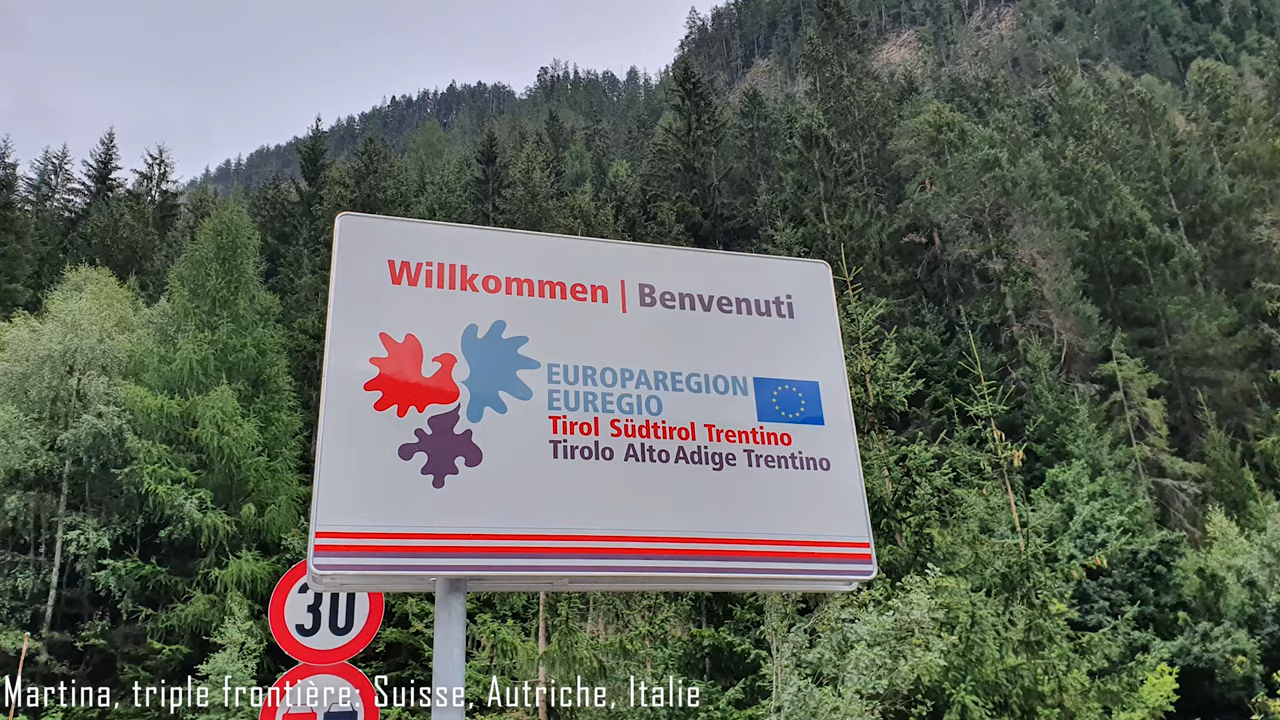 Willkommen | Benvenuti
EUROPAREGION
EUREGIO
Tirol Südtirol Trentino
Tirolo Alto Adige Trentino
30
Martina, triple frontière: Suisse, Autriche, Italie